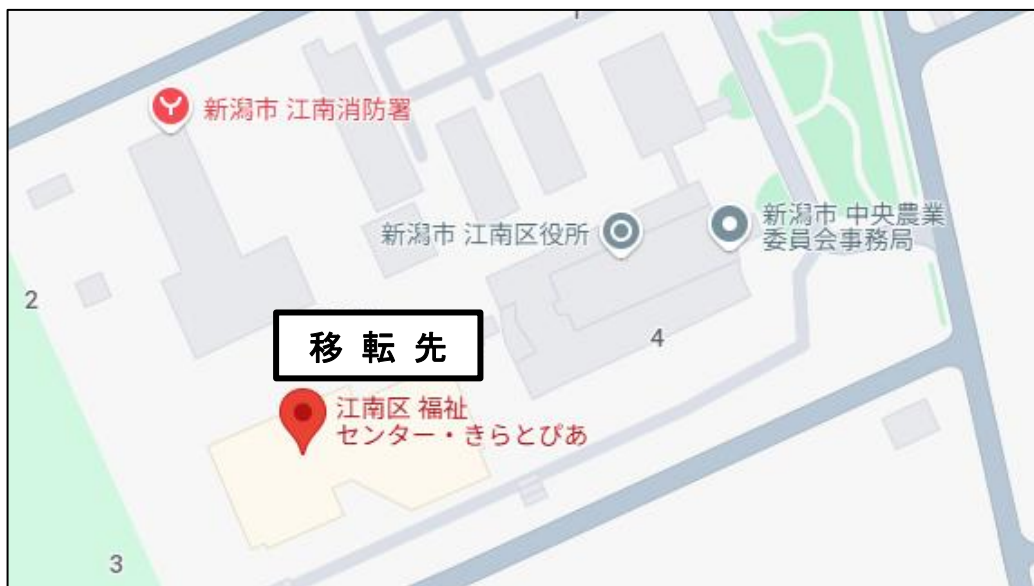 新潟市 江南消防署
新潟市 江南区役所
新潟市 中央農業
委員会事務局
2
移 転 先
4
江南区 福祉
センター・きらとぴあ
3